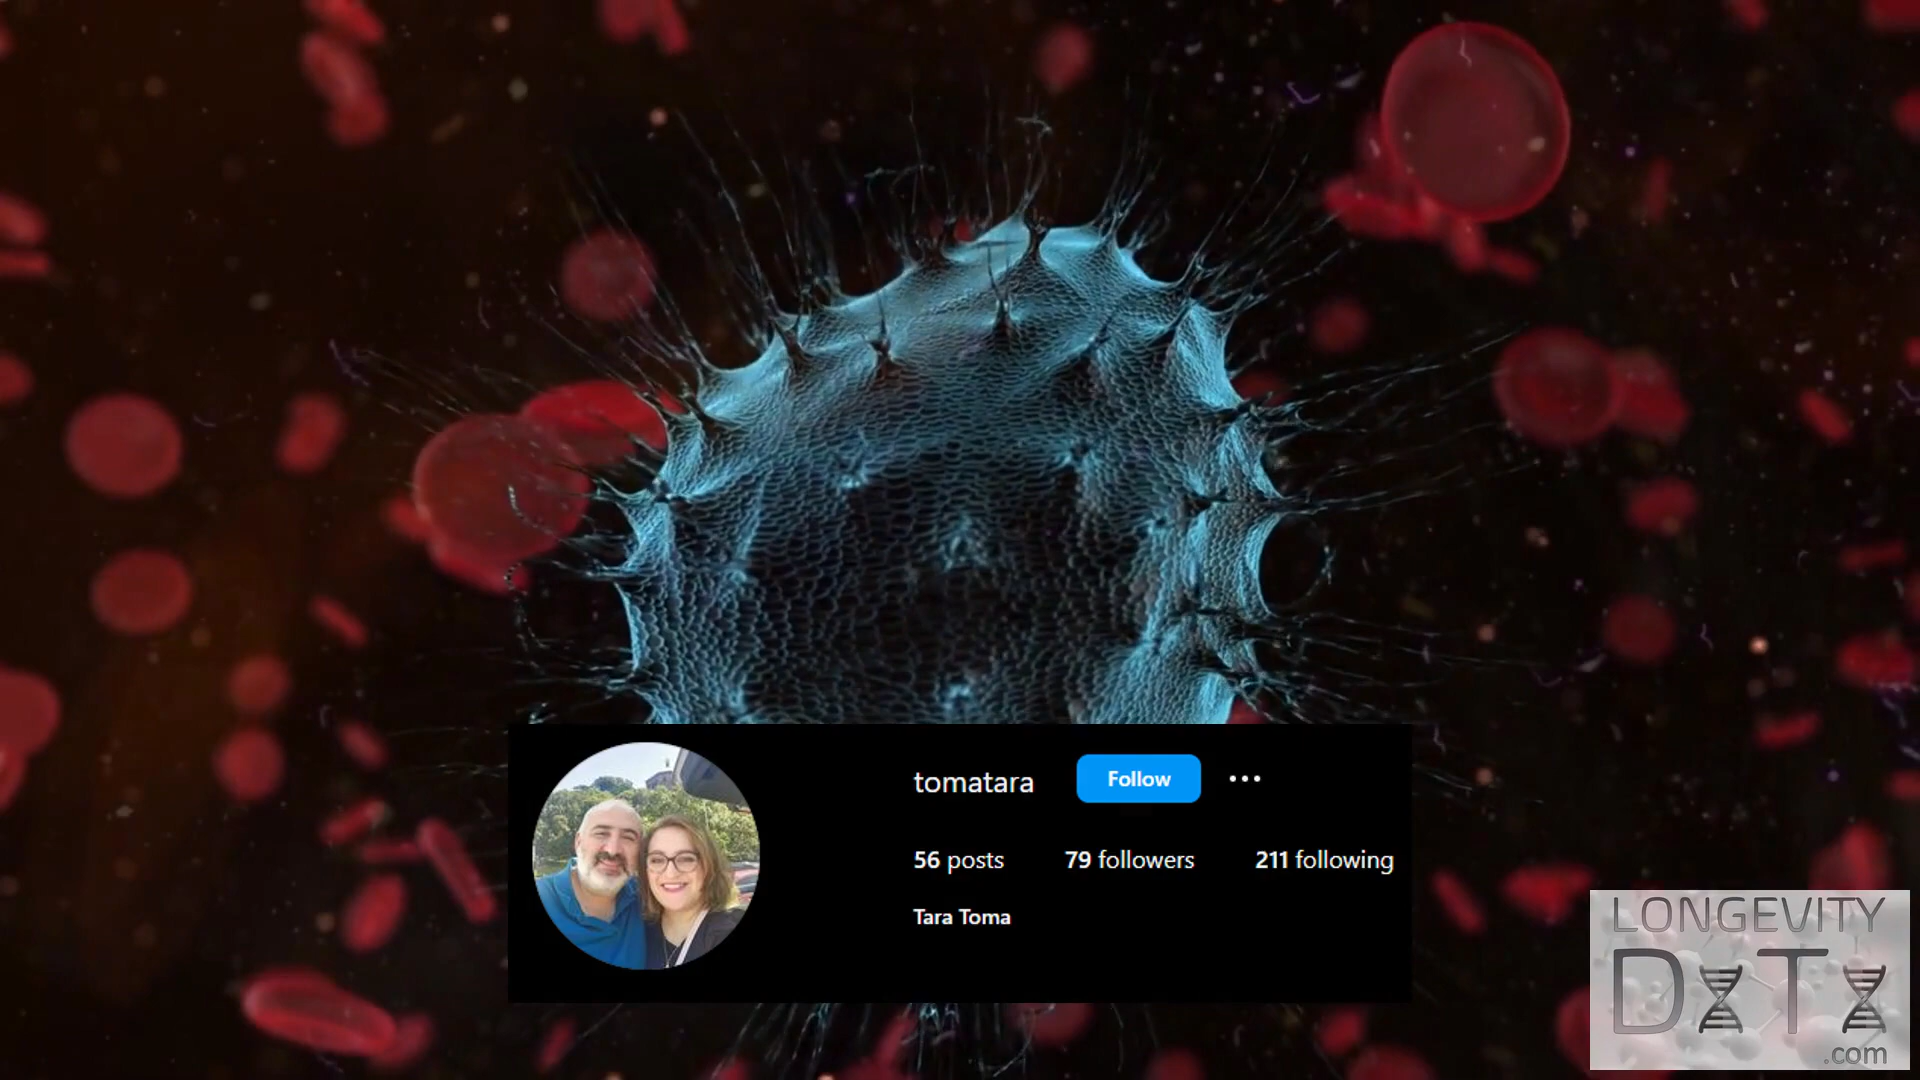 tomatara Follow
56 posts 79 followers 211 following
Tara Toma
LONGEVITY
DATA
.com